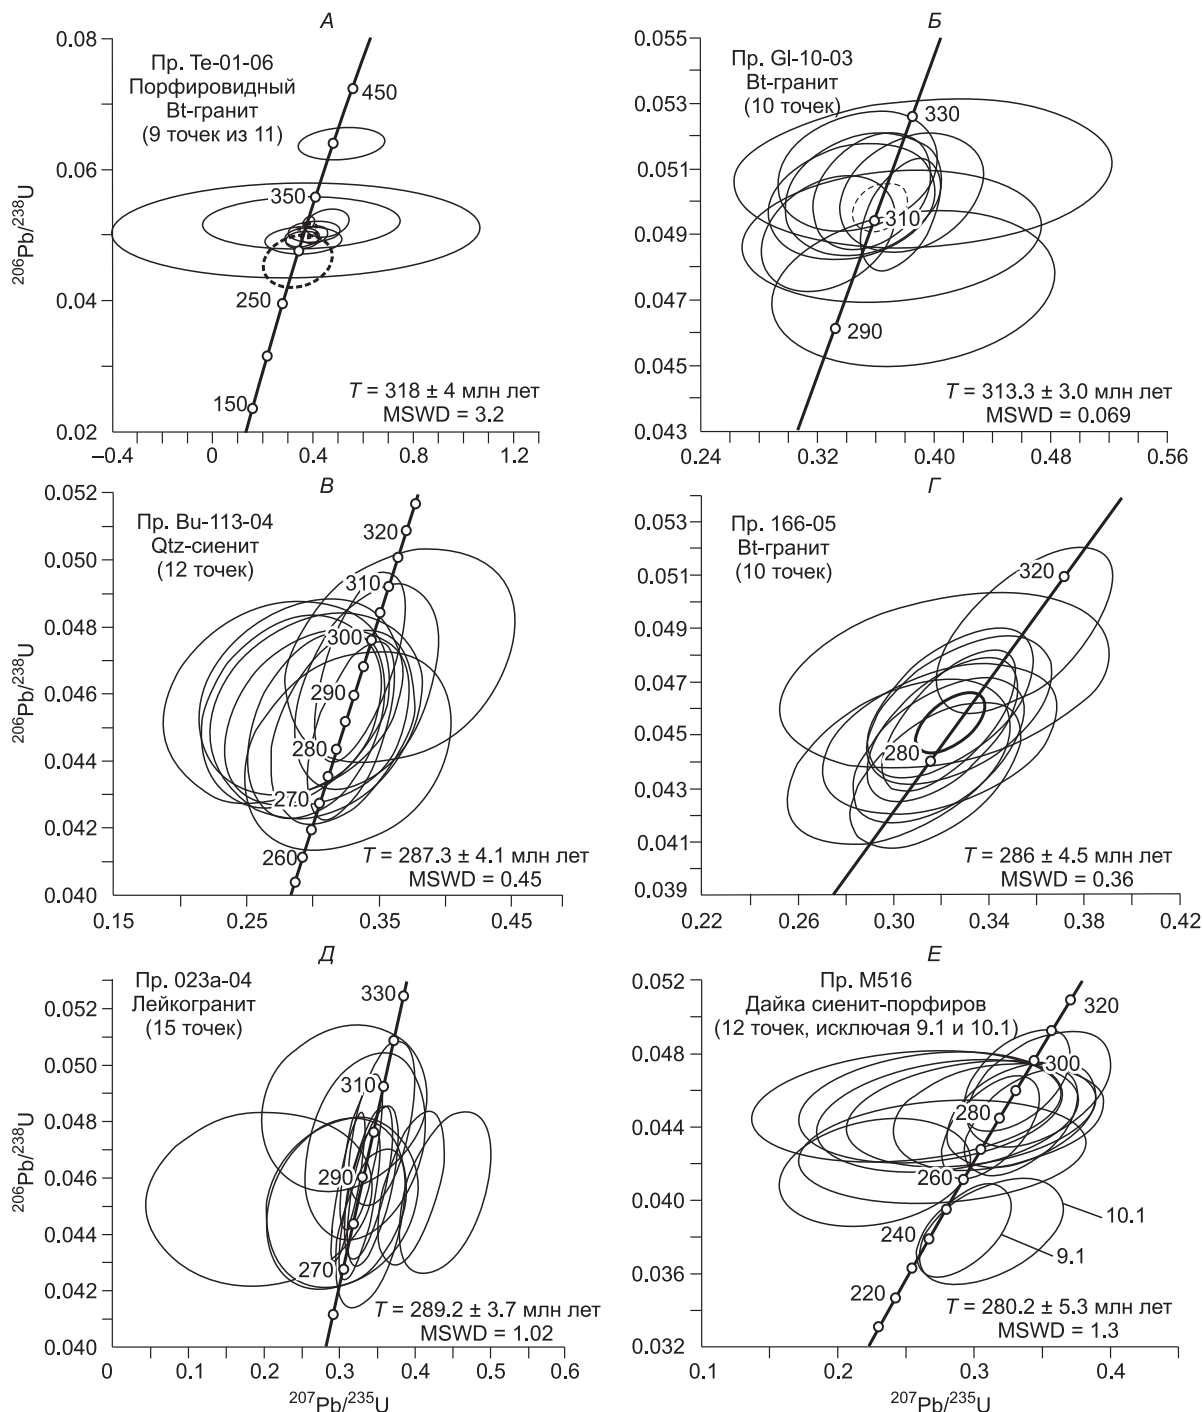 А
0.08
Пр. Te-01-06
Порфировидный
Bt-гранит
(9 точек из 11)
450
0.06
350
206Pb/238U
0.04
250
150
T = 318 ± 4 млн лет
MSWD = 3.2
0.02
–0.4
0
0.4
0.8
1.2
Б
0.055
Пр. Gl-10-03
Bt-гранит
(10 точек)
0.053
330
0.051
310
0.049
0.047
290
0.045
T = 313.3 ± 3.0 млн лет
MSWD = 0.069
0.043
0.24
0.32
0.40
0.48
0.56
В
0.052
Пр. Bu-113-04
Qtz-сиенит
(12 точек)
320
0.050
310
0.048
300
206Pb/238U
0.046
290
280
0.044
270
0.042
260
T = 287.3 ± 4.1 млн лет
MSWD = 0.45
0.040
0.15
0.25
0.35
0.45
Г
0.053
Пр. 166-05
Bt-гранит
(10 точек)
320
0.051
0.049
0.047
0.045
280
0.043
0.041
T = 286 ± 4.5 млн лет
MSWD = 0.36
0.039
0.22
0.26
0.30
0.34
0.38
0.42
Д
Пр. 023a-04
Лейкогранит
(15 точек)
330
0.052
0.050
310
0.048
206Pb/238U
290
0.046
0.044
270
0.042
T = 289.2 ± 3.7 млн лет
MSWD = 1.02
0.040
0
0.1
0.2
0.3
0.4
0.5
0.6
207Pb/235U
Е
Пр. M516
Дайка сиенит-порфиров
(12 точек, исключая 9.1 и 10.1)
0.052
320
0.048
300
280
0.044
260
0.040
10.1
240
9.1
0.036
220
T = 280.2 ± 5.3 млн лет
MSWD = 1.3
0.032
0.1
0.2
0.3
0.4
207Pb/235U